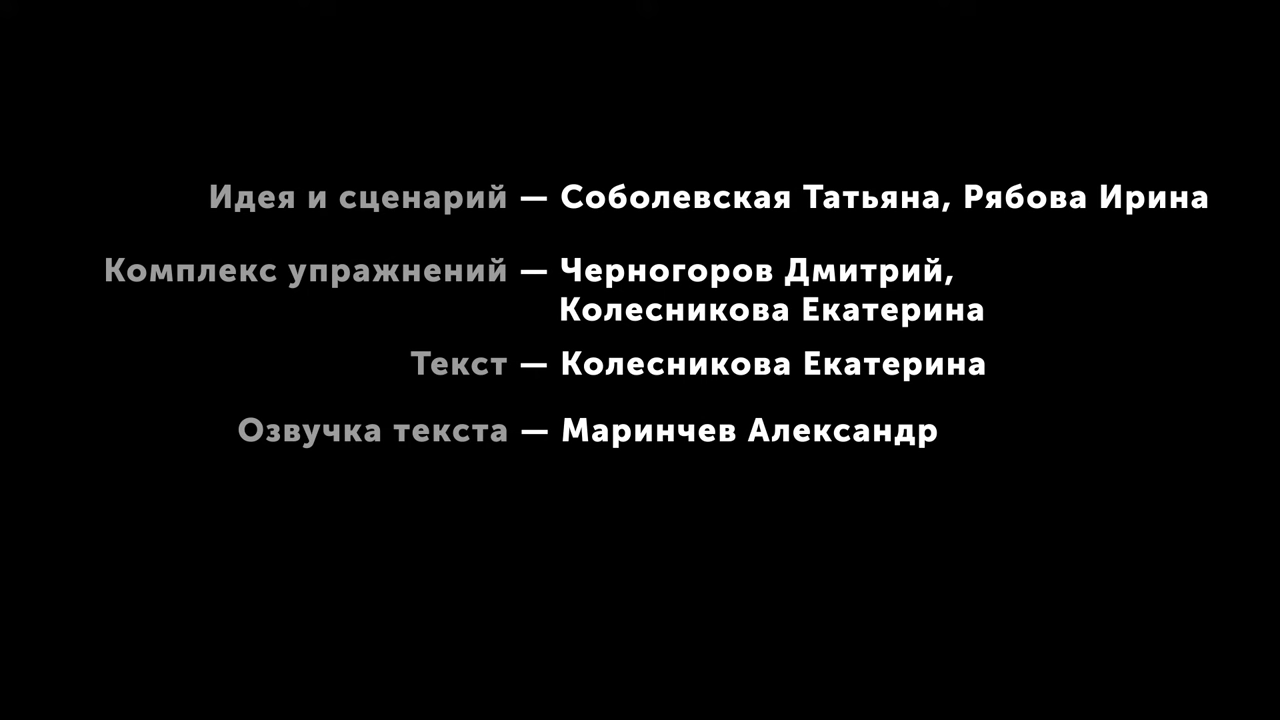 Идея и сценарий — Соболевская Татьяна, Рябова Ирина
Комплекс упражнений — Черногоров Дмитрий,
Колесникова Екатерина
Текст — Колесникова Екатерина
Озвучка текста — Маринчев Александр